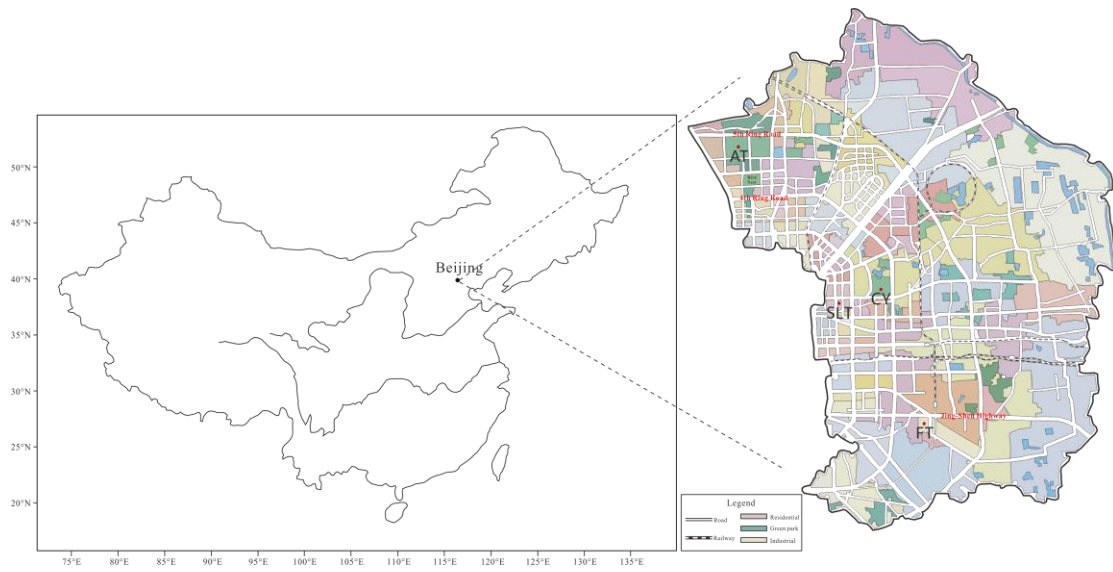 50°N
45°N
40°N
35°N
30°N
25°N
20°N
75°E
80°E
85°E
90°E
95°E
100°E
105°E
110°E
115°E
120°E
125°E
130°E
135°E
Beijing
5th Ring Road
AT
4th Ring Road
SLT
CY
Jing-Shen Highway
FT
Legend
Road
Railway
Residential
Green park
Industrial